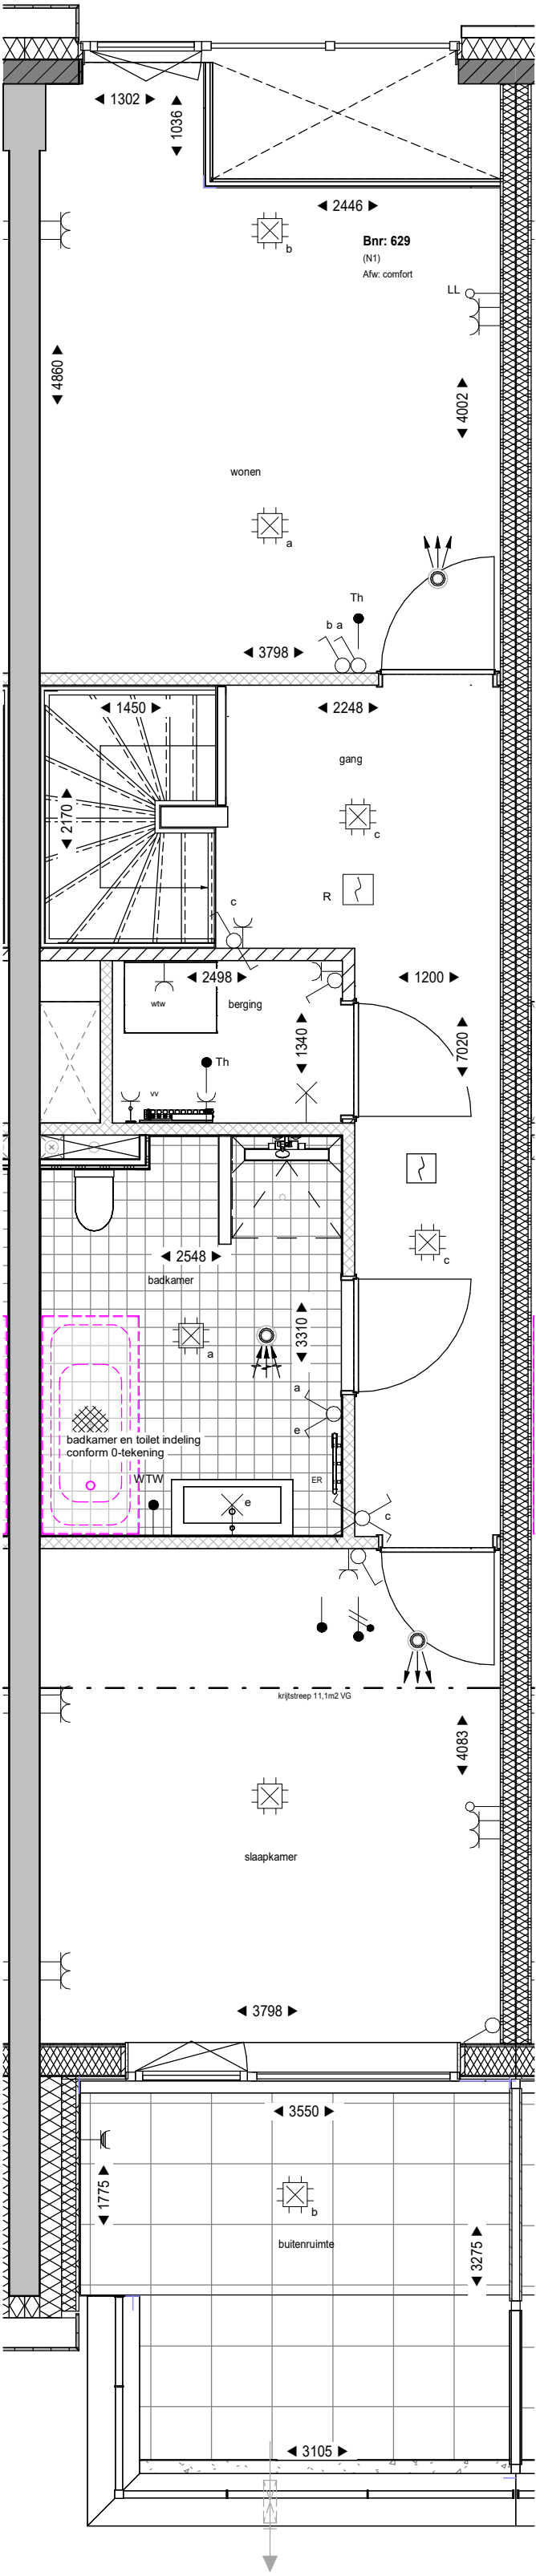 1302
1036
2446
b
Bnr: 629
(N1)
Afw: comfort
LL
4860
4002
wonen
a
Th
b a
3798
1450
2248
gang
2170
c
R
c
2498
1200
wtw
berging
1340
7020
Th
vv
c
2548
badkamer
3310
a
a
e
badkamer en toilet indeling
conform 0-tekening
WTW
ER
e
c
krijtstreep 11,1m2 VG
4083
slaapkamer
3798
3550
1775
b
buitenruimte
3275
3105